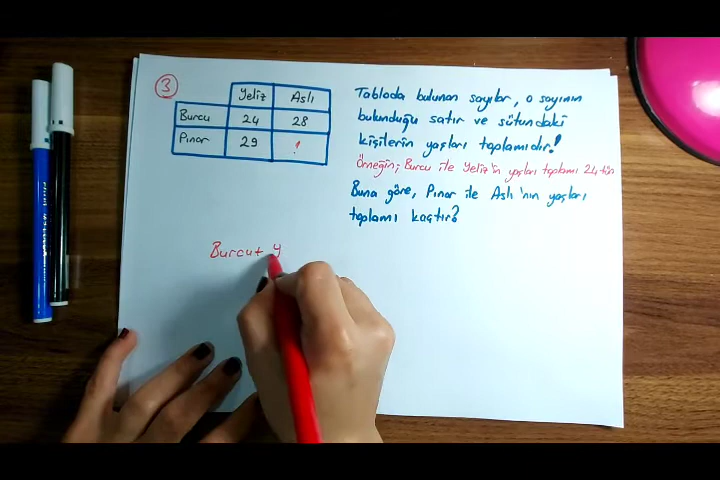 3
Yeliz Aslı
Burcu 24 28
Pınar 29 ?
Tabloda bulunan sayılar, o sayının
bulunduğu satır ve sütundaki
kişilerin yaşları toplamıdır!
Örneğin; Burcu ile Yeliz'in yaşları toplamı 24'tür
Buna göre, Pınar ile Aslı'nın yaşları
toplamı kaçtır?
Burcu+ y